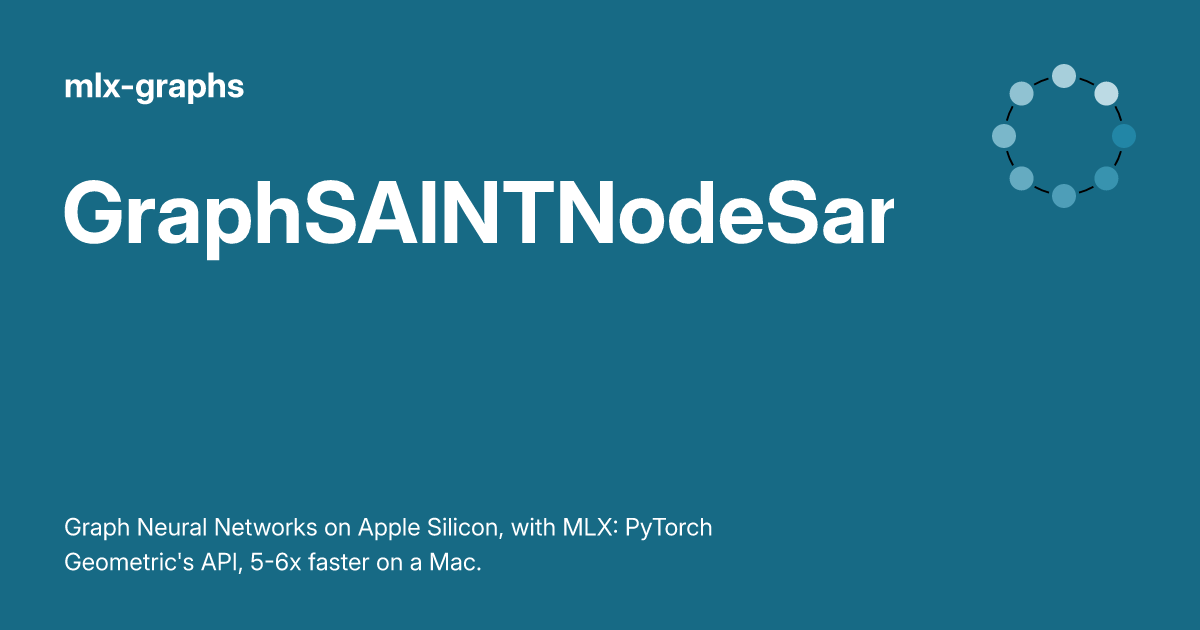 mlx-graphs
GraphSAINTNodeSar
Graph Neural Networks on Apple Silicon, with MLX: PyTorch
Geometric's API, 5-6x faster on a Mac.